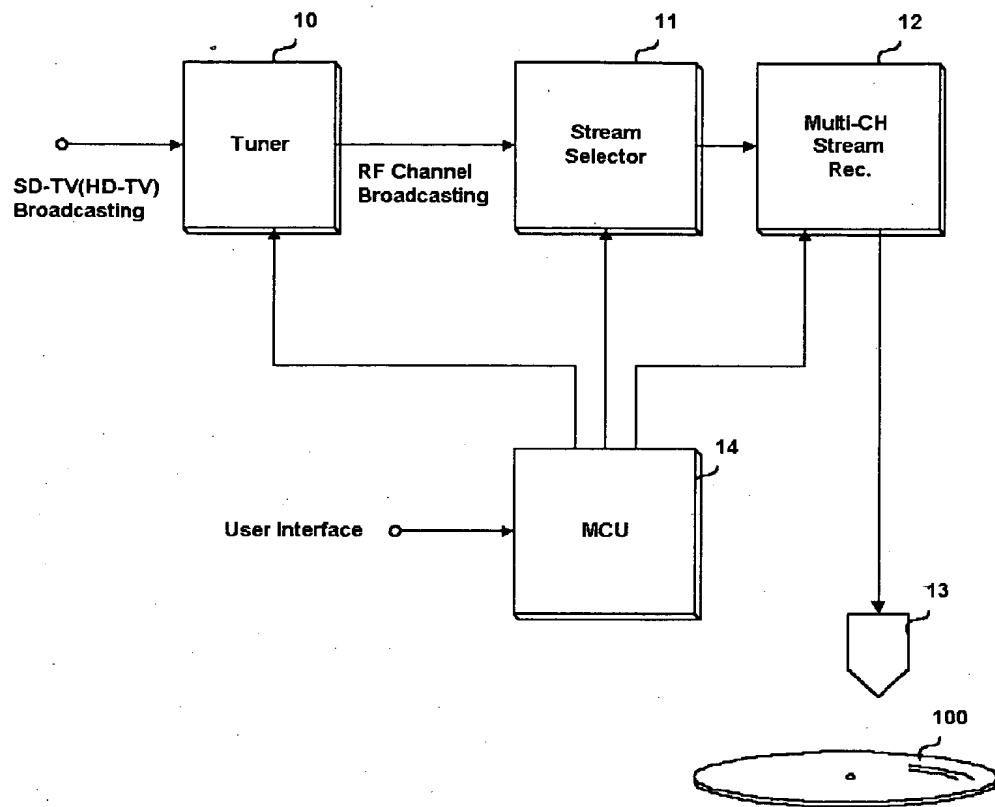 10
11
12
Tuner
Stream
Selector
Multi-CH
Stream
Rec.
SD-TV(HD-TV)
Broadcasting
RF Channel
Broadcasting
14
User Interface
MCU
13
100